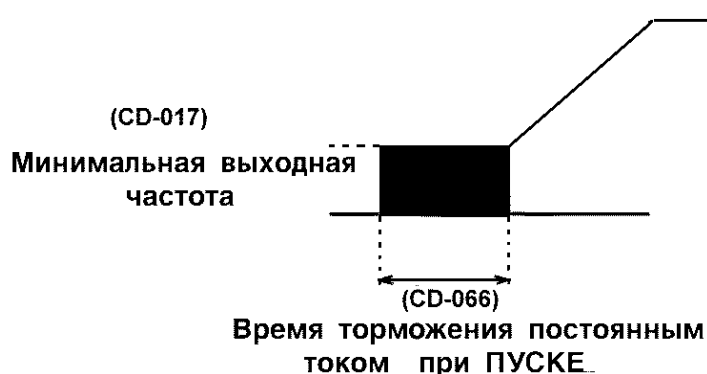 (CD-017)
Минимальная выходная
частота
(CD-066)
Время торможения постоянным
током при ПУСКЕ